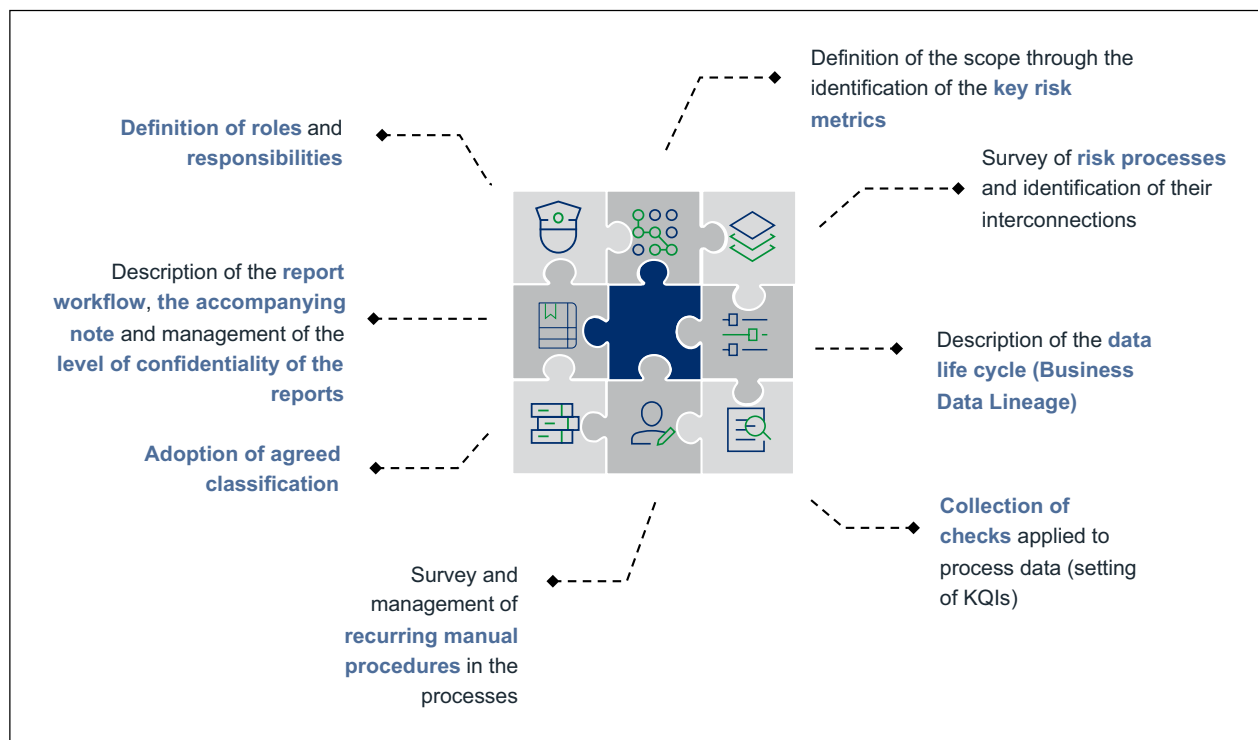 Definition of the scope through the
identification of the key risk
metrics
Definition of roles and
responsibilities
Survey of risk processes
and identification of their
interconnections
Description of the report
workflow, the accompanying
note and management of the
level of confidentiality of the
reports
Description of the data
life cycle (Business
Data Lineage)
Adoption of agreed
classification
Collection of
checks applied to
process data (setting
of KQIs)
Survey and
management of
recurring manual
procedures in the
processes